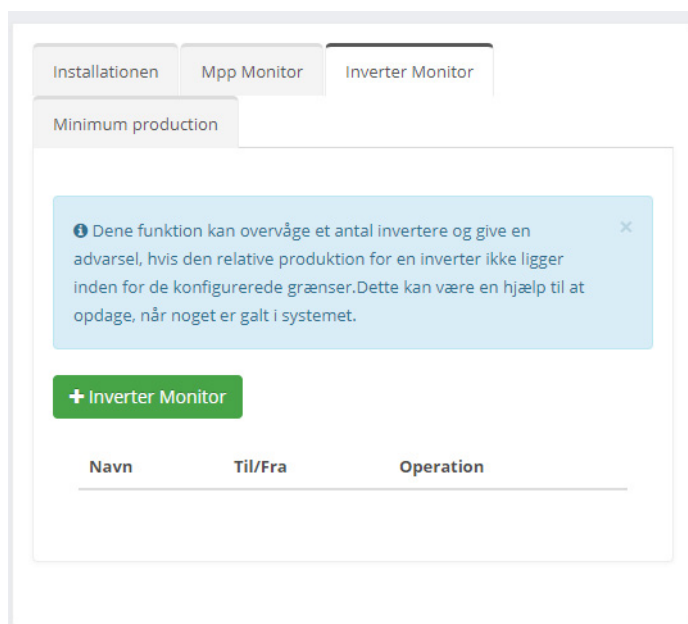 Installationen Mpp Monitor Inverter Monitor
Minimum production
Dene funktion kan overvåge et antal invertere og give en ×
advarsel, hvis den relative produktion for en inverter ikke ligger
inden for de konfigurerede grænser.Dette kan være en hjælp til at
opdage, når noget er galt i systemet.
+ Inverter Monitor
Navn Til/Fra Operation